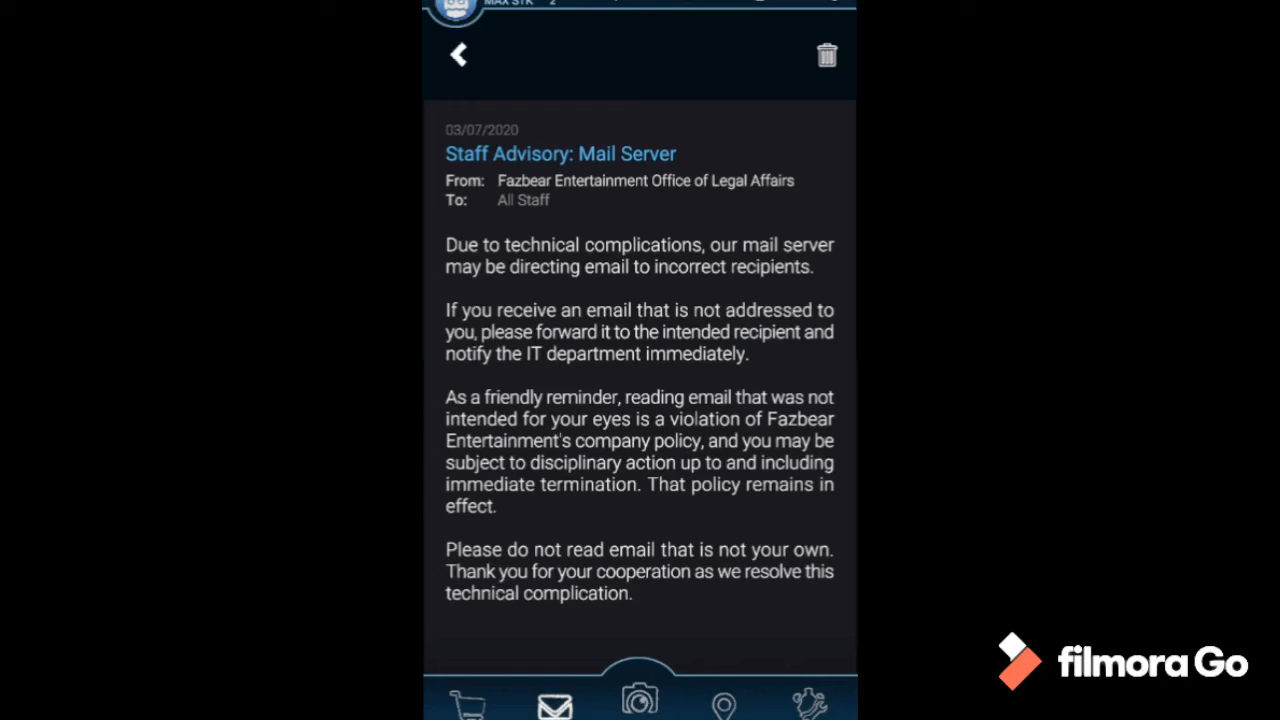 MAX STK 2
03/07/2020
Staff Advisory: Mail Server
From: Fazbear Entertainment Office of Legal Affairs
To: All Staff
Due to technical complications, our mail server
may be directing email to incorrect recipients.
If you receive an email that is not addressed to
you, please forward it to the intended recipient and
notify the IT department immediately.
As a friendly reminder, reading email that was not
intended for your eyes is a violation of Fazbear
Entertainment's company policy, and you may be
subject to disciplinary action up to and including
immediate termination. That policy remains in
effect.
Please do not read email that is not your own.
Thank you for your cooperation as we resolve this
technical complication.
filmora Go